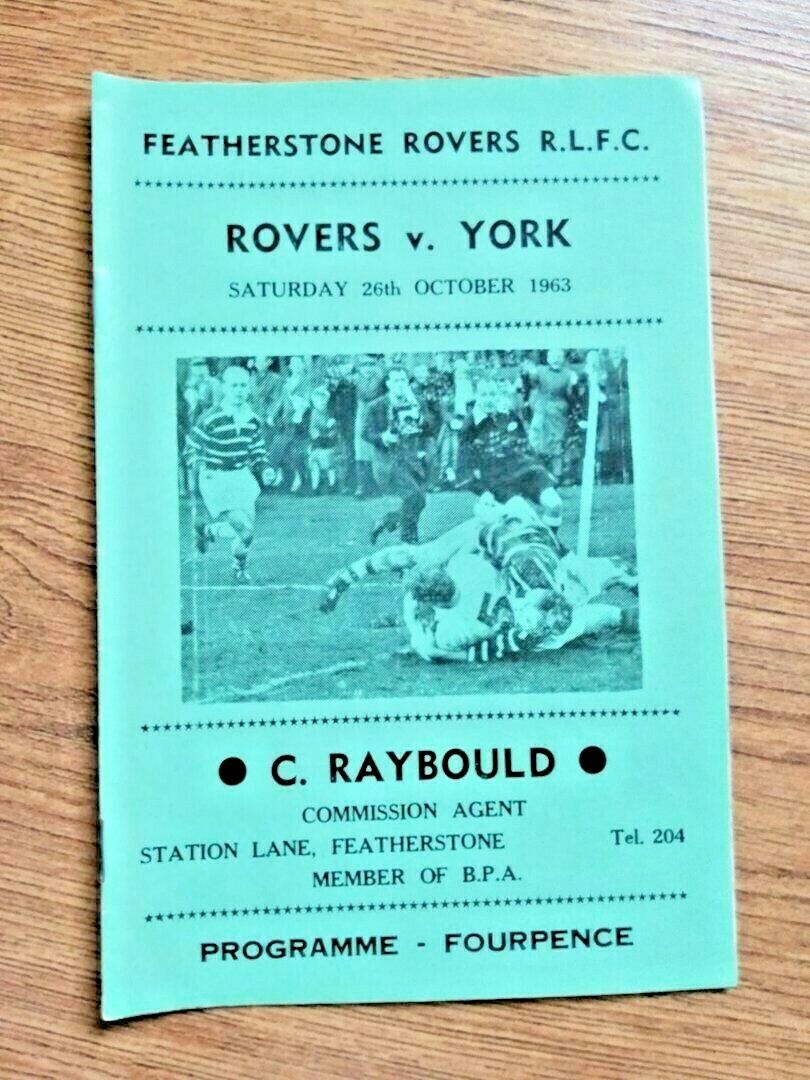 FEATHERSTONE ROVERS R.L.F.C.
ROVERS v. YORK
SATURDAY 26th OCTOBER 1963
● C. RAYBOULD ●
COMMISSION AGENT
STATION LANE, FEATHERSTONE Tel. 204
MEMBER OF B.P.A.
PROGRAMME - FOURPENCE